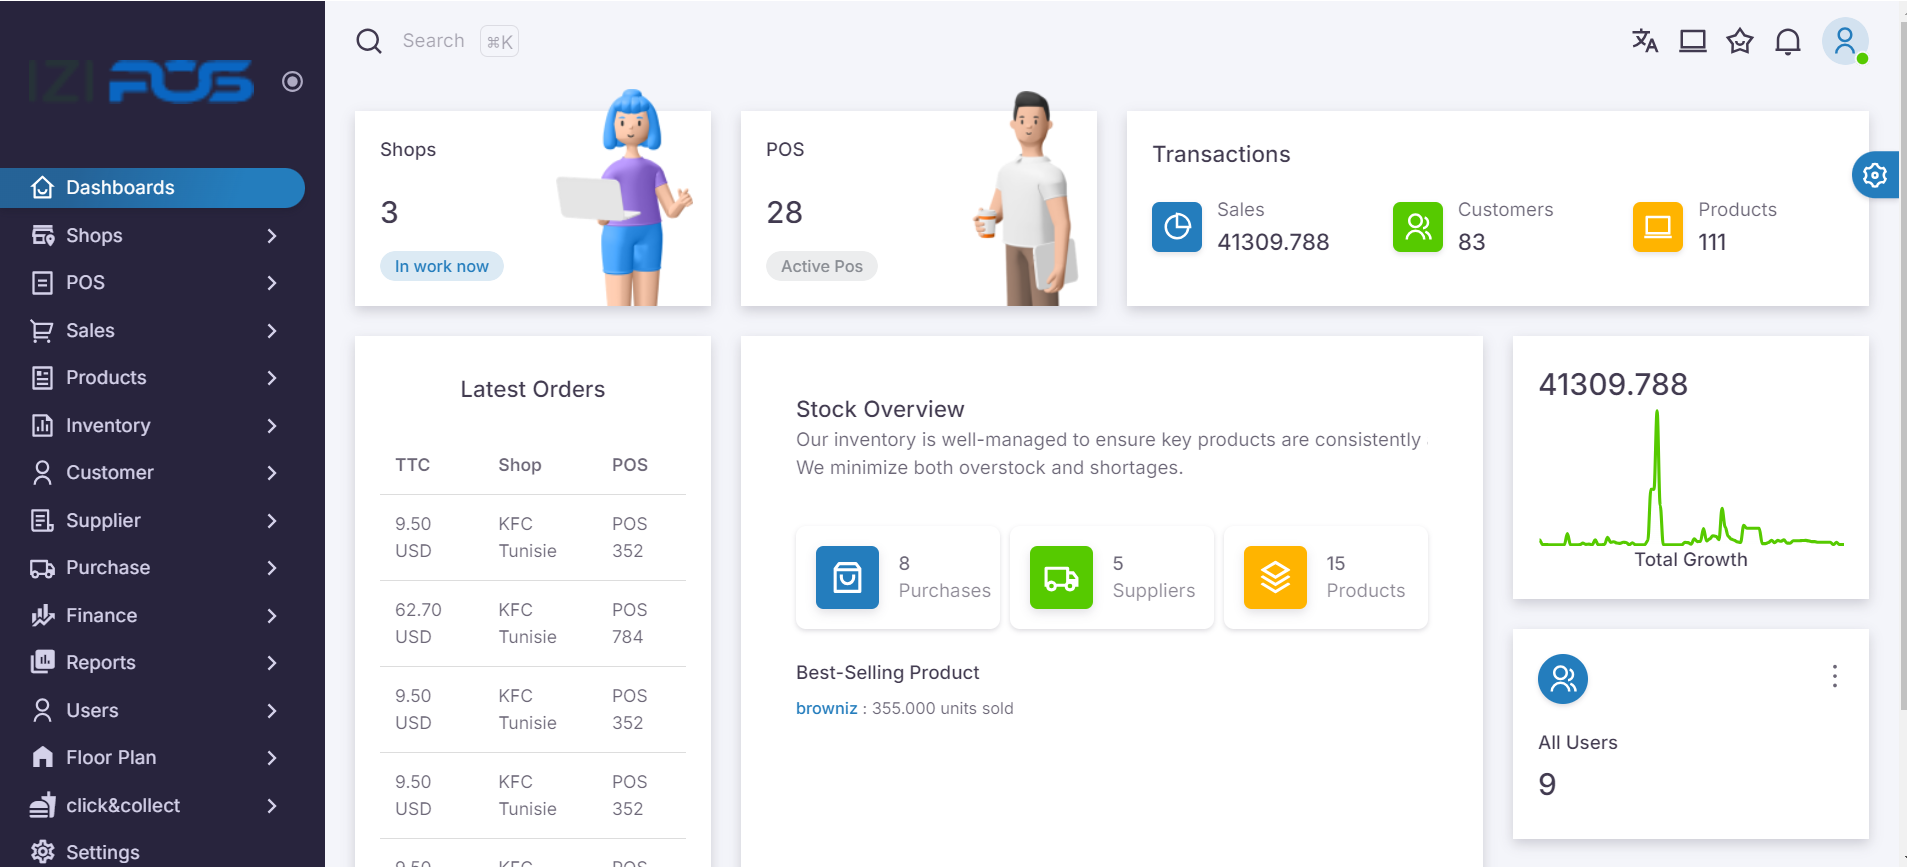 IZI POS
Dashboards
Shops
POS
Sales
Products
Inventory
Customer
Supplier
Purchase
Finance
Reports
Users
Floor Plan
click&collect
Settings
Search ⌘K
Shops
3
In work now
POS
28
Active Pos
Transactions
Sales
41309.788
Customers
83
Products
111
Latest Orders
TTC Shop POS
9.50 KFC POS
USD Tunisie 352
62.70 KFC POS
USD Tunisie 784
9.50 KFC POS
USD Tunisie 352
9.50 KFC POS
USD Tunisie 352
9.50 KFC POS
Stock Overview
Our inventory is well-managed to ensure key products are consistently
We minimize both overstock and shortages.
8
Purchases
5
Suppliers
15
Products
Best-Selling Product
browniz : 355.000 units sold
41309.788
Total Growth
All Users
9